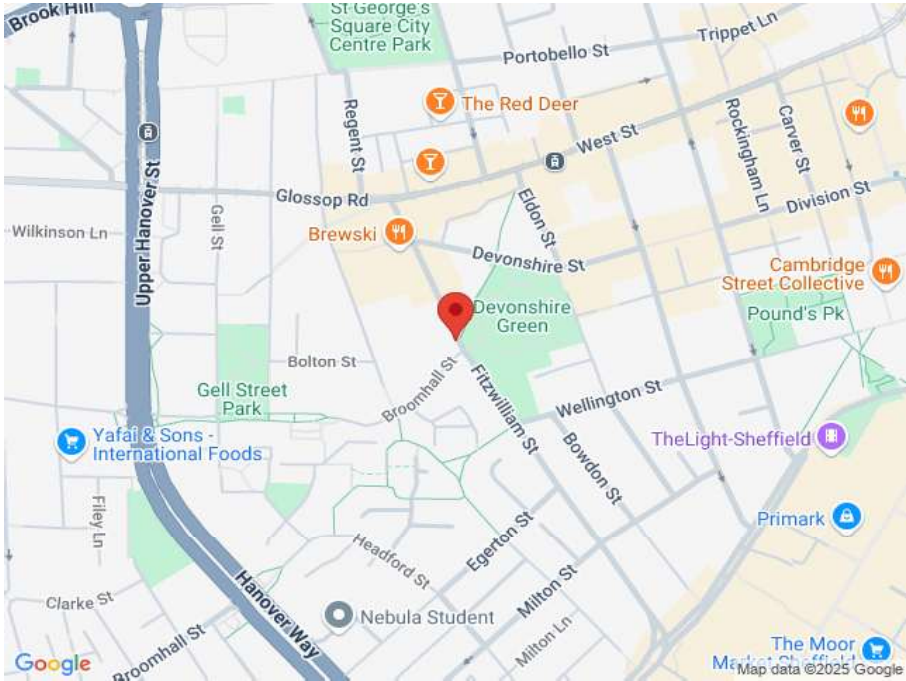 Brook Hill
St George's
Square City
Centre Park
Trippet Ln
Portobello St
The Red Deer
Regent St
West St
Rockingham Ln
Carver St
Upper Hanover St
Glossop Rd
Gell St
Eldon St
Division St
Wilkinson Ln
Brewski
Devonshire St
Cambridge
Street Collective
Devonshire
Green
Pound's Pk
Bolton St
Gell Street
Park
Broomhall St
Fitzwilliam St
Wellington St
Yafai & Sons -
International Foods
TheLight-Sheffield
Bowdon St
Filey Ln
Primark
Egerton St
Headford St
Milton St
Clarke St
Hanover Way
Nebula Student
Milton Ln
Broomhall St
The Moor
Market Sheffield
Google
Map data ©2025 Google